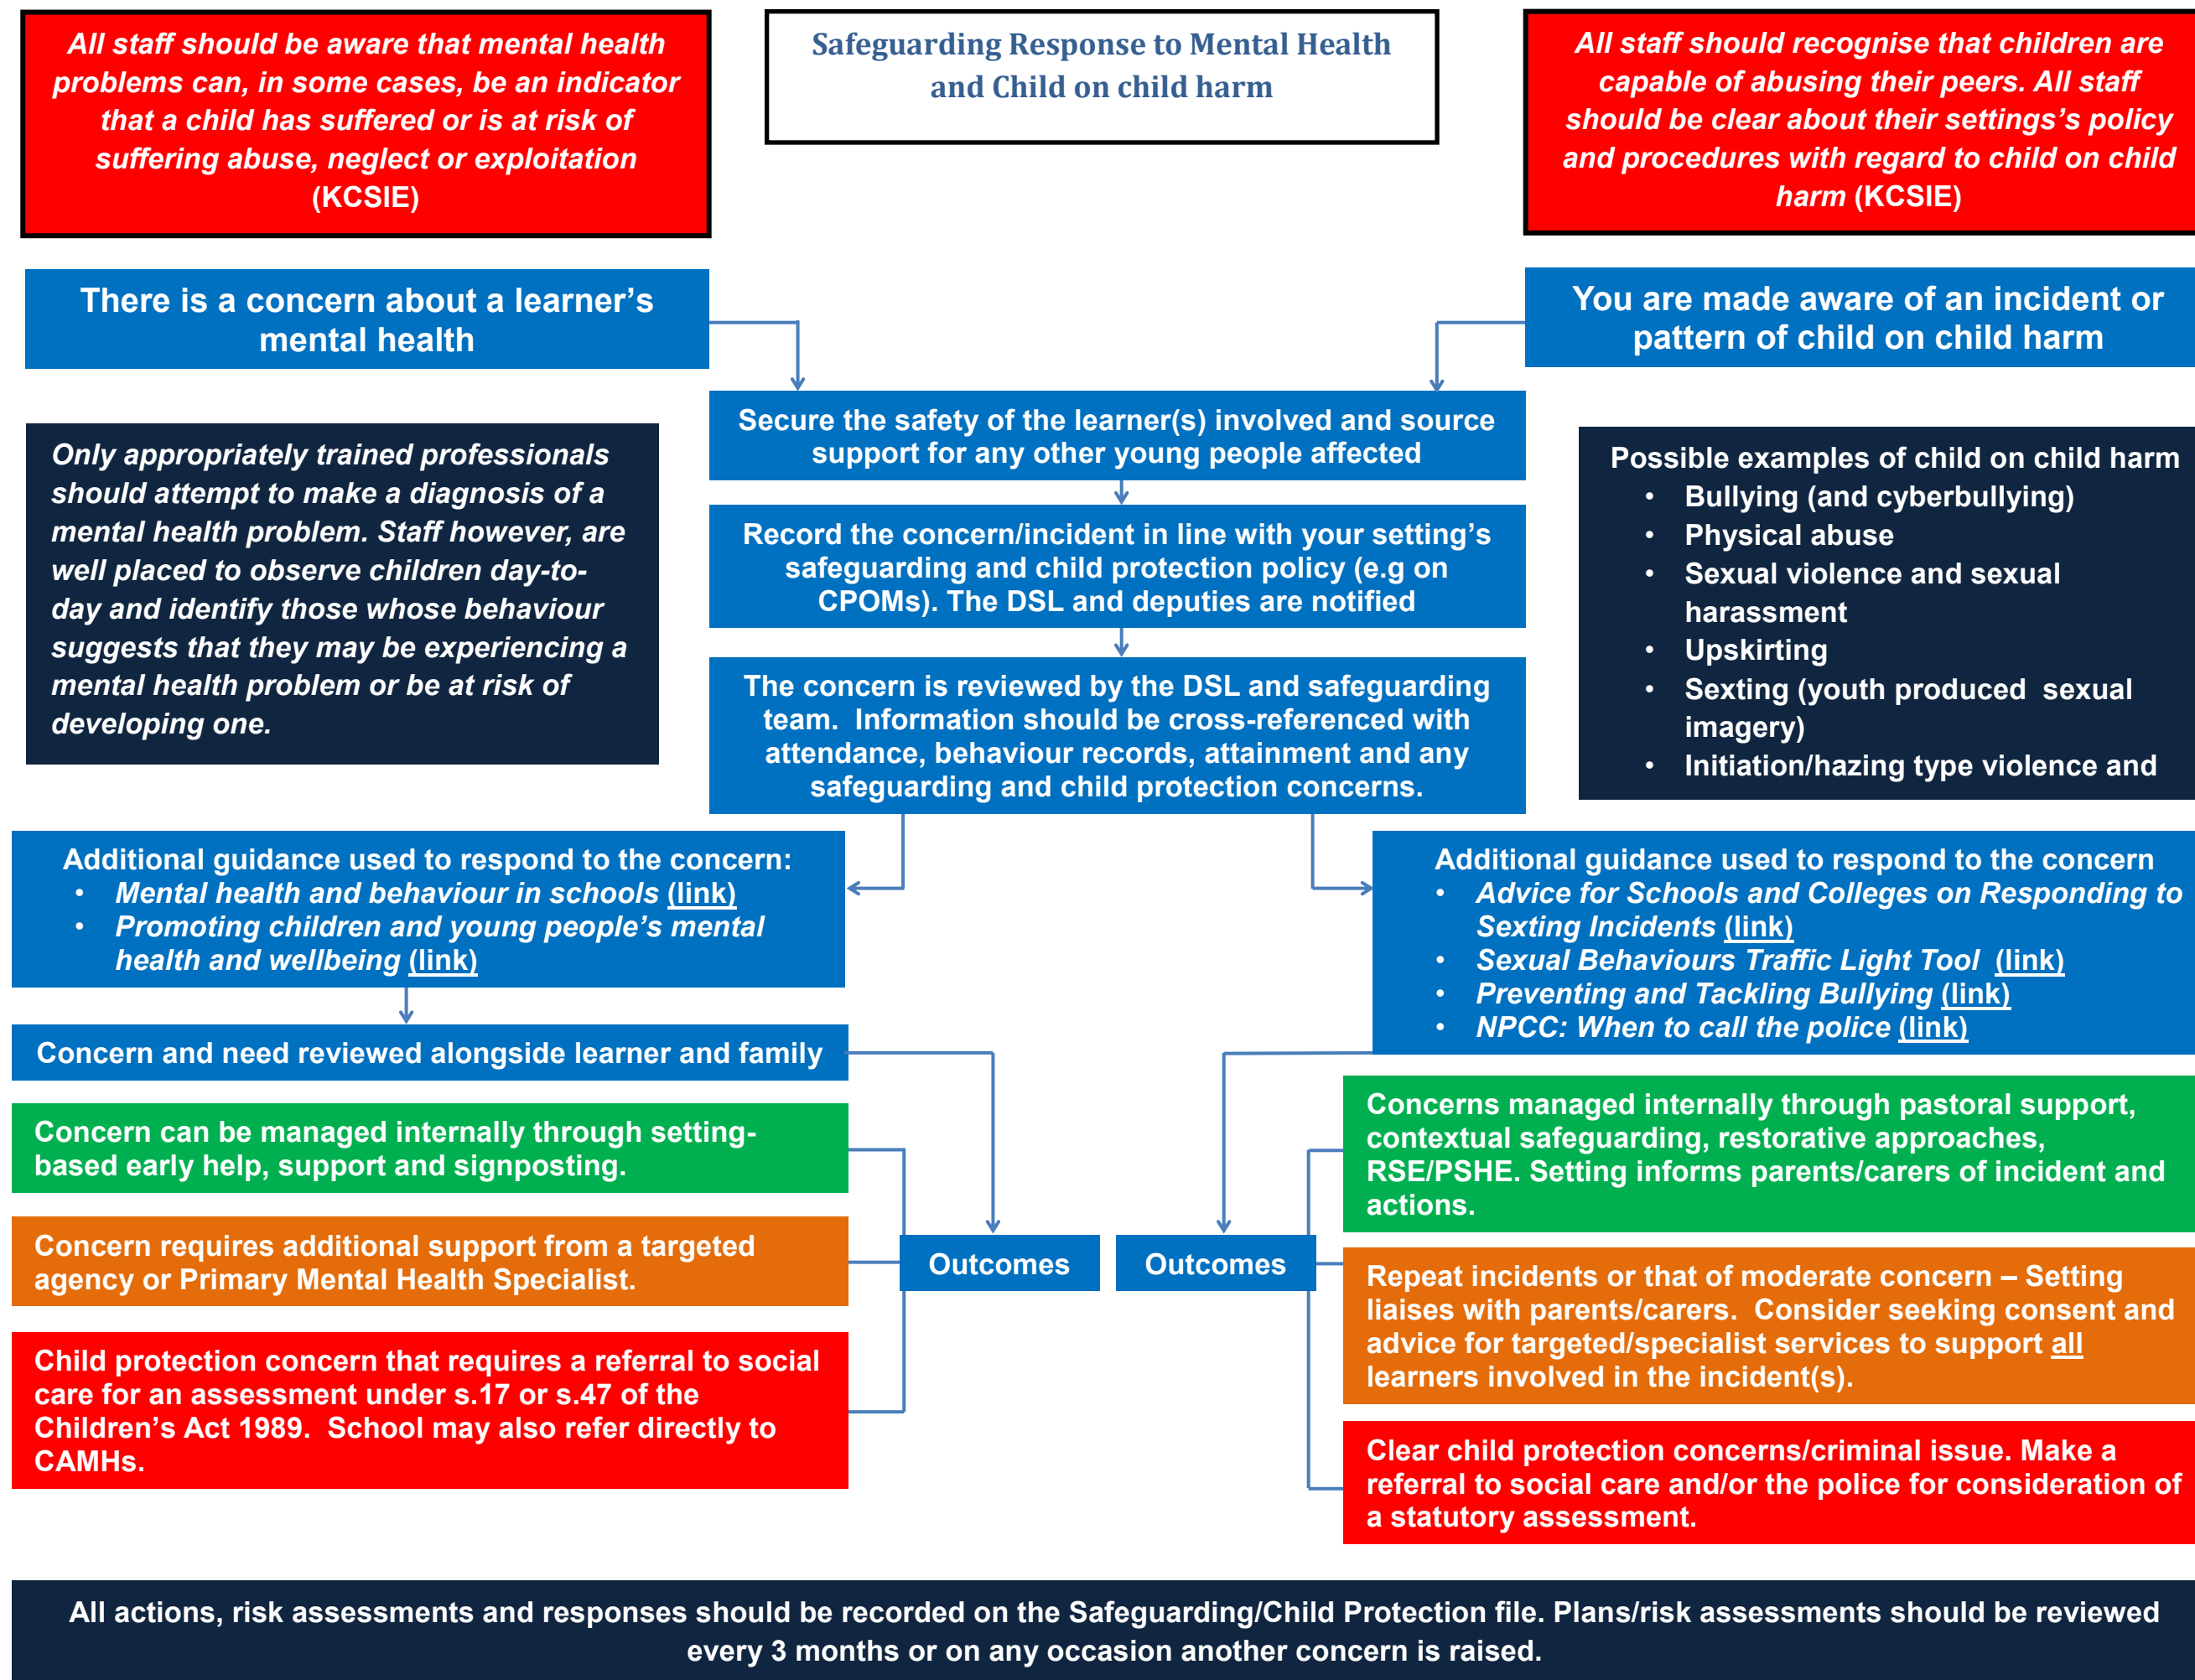 All staff should be aware that mental health
problems can, in some cases, be an indicator
that a child has suffered or is at risk of
suffering abuse, neglect or exploitation
(KCSIE)
Safeguarding Response to Mental Health
and Child on child harm
All staff should recognise that children are
capable of abusing their peers. All staff
should be clear about their settings's policy
and procedures with regard to child on child
harm (KCSIE)
There is a concern about a learner’s
mental health
You are made aware of an incident or
pattern of child on child harm
Secure the safety of the learner(s) involved and source
support for any other young people affected
Only appropriately trained professionals
should attempt to make a diagnosis of a
mental health problem. Staff however, are
well placed to observe children day-to-
day and identify those whose behaviour
suggests that they may be experiencing a
mental health problem or be at risk of
developing one.
Record the concern/incident in line with your setting’s
safeguarding and child protection policy (e.g on
CPOMs). The DSL and deputies are notified
The concern is reviewed by the DSL and safeguarding
team.  Information should be cross-referenced with
attendance, behaviour records, attainment and any
safeguarding and child protection concerns.
Possible examples of child on child harm
• Bullying (and cyberbullying)
• Physical abuse
• Sexual violence and sexual
harassment
• Upskirting
• Sexting (youth produced  sexual
imagery)
• Initiation/hazing type violence and
Additional guidance used to respond to the concern:
• Mental health and behaviour in schools (link)
• Promoting children and young people’s mental
health and wellbeing (link)
Additional guidance used to respond to the concern
• Advice for Schools and Colleges on Responding to
Sexting Incidents (link)
• Sexual Behaviours Traffic Light Tool  (link)
• Preventing and Tackling Bullying (link)
• NPCC: When to call the police (link)
Concern and need reviewed alongside learner and family
Concern can be managed internally through setting-
based early help, support and signposting.
Concern requires additional support from a targeted
agency or Primary Mental Health Specialist.
Child protection concern that requires a referral to social
care for an assessment under s.17 or s.47 of the
Children’s Act 1989.  School may also refer directly to
CAMHs.
Outcomes
Outcomes
Concerns managed internally through pastoral support,
contextual safeguarding, restorative approaches,
RSE/PSHE. Setting informs parents/carers of incident and
actions.
Repeat incidents or that of moderate concern – Setting
liaises with parents/carers.  Consider seeking consent and
advice for targeted/specialist services to support all
learners involved in the incident(s).
Clear child protection concerns/criminal issue. Make a
referral to social care and/or the police for consideration of
a statutory assessment.
All actions, risk assessments and responses should be recorded on the Safeguarding/Child Protection file. Plans/risk assessments should be reviewed
every 3 months or on any occasion another concern is raised.